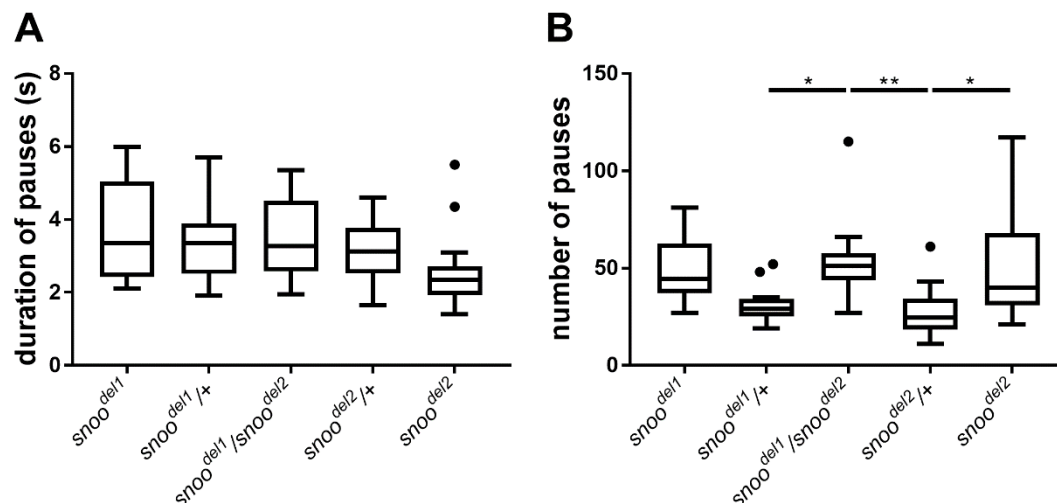 A
duration of pauses (s)
8
6
4
2
0
snoo^del1
snoo^del1/+
snoo^del1/snoo^del2
snoo^del2/+
snoo^del2
B
number of pauses
150
100
50
0
* ** *
snoo^del1
snoo^del1/+
snoo^del1/snoo^del2
snoo^del2/+
snoo^del2